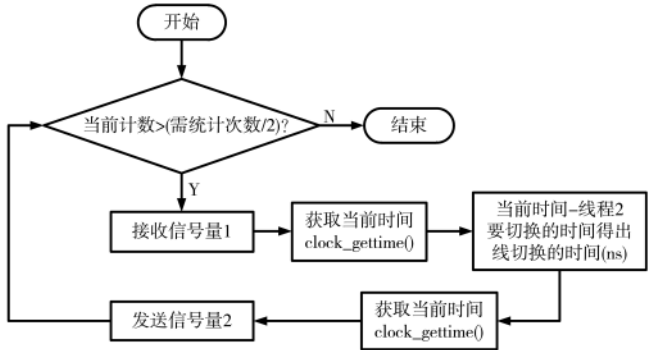 开始
当前计数>(需统计次数/2)?
N
结束
Y
接收信号量1
获取当前时间
clock_gettime()
当前时间-线程2
要切换的时间得出
线切换的时间(ns)
获取当前时间
clock_gettime()
发送信号量2